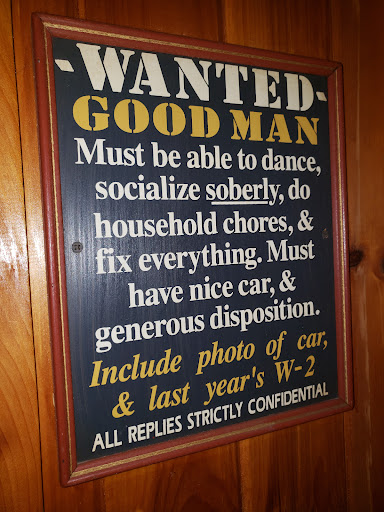 -WANTED-
GOOD MAN
Must be able to dance,
socialize soberly, do
household chores, &
fix everything. Must
have nice car, &
generous disposition.
Include photo of car,
& last year's W-2
ALL REPLIES STRICTLY CONFIDENTIAL